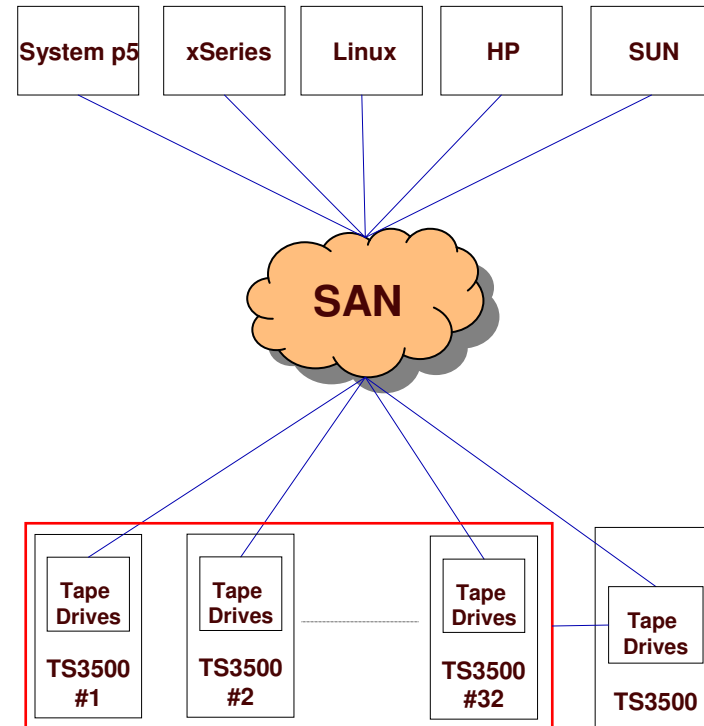 System p5
xSeries
Linux
HP
SUN
SAN
Tape
Drives
TS3500
#1
Tape
Drives
TS3500
#2
Tape
Drives
TS3500
#32
Tape
Drives
TS3500